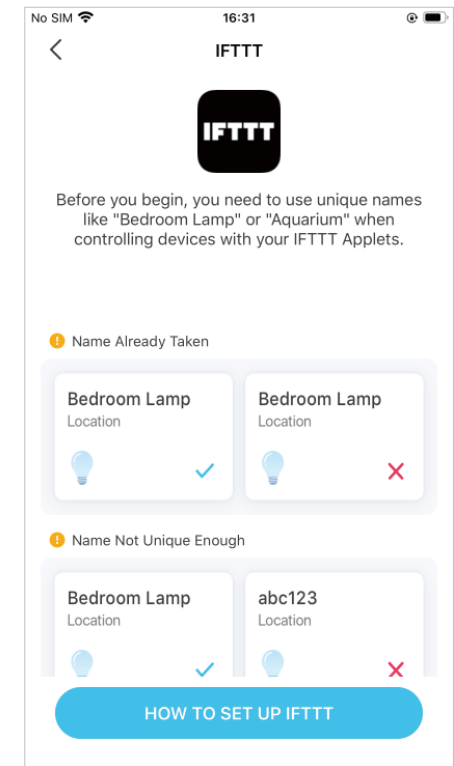 No SIM 16:31
IFTTT
IFTTT
Before you begin, you need to use unique names
like "Bedroom Lamp" or "Aquarium" when
controlling devices with your IFTTT Applets.
Name Already Taken
Bedroom Lamp Bedroom Lamp
Location Location
Name Not Unique Enough
Bedroom Lamp abc123
Location Location
HOW TO SET UP IFTTT